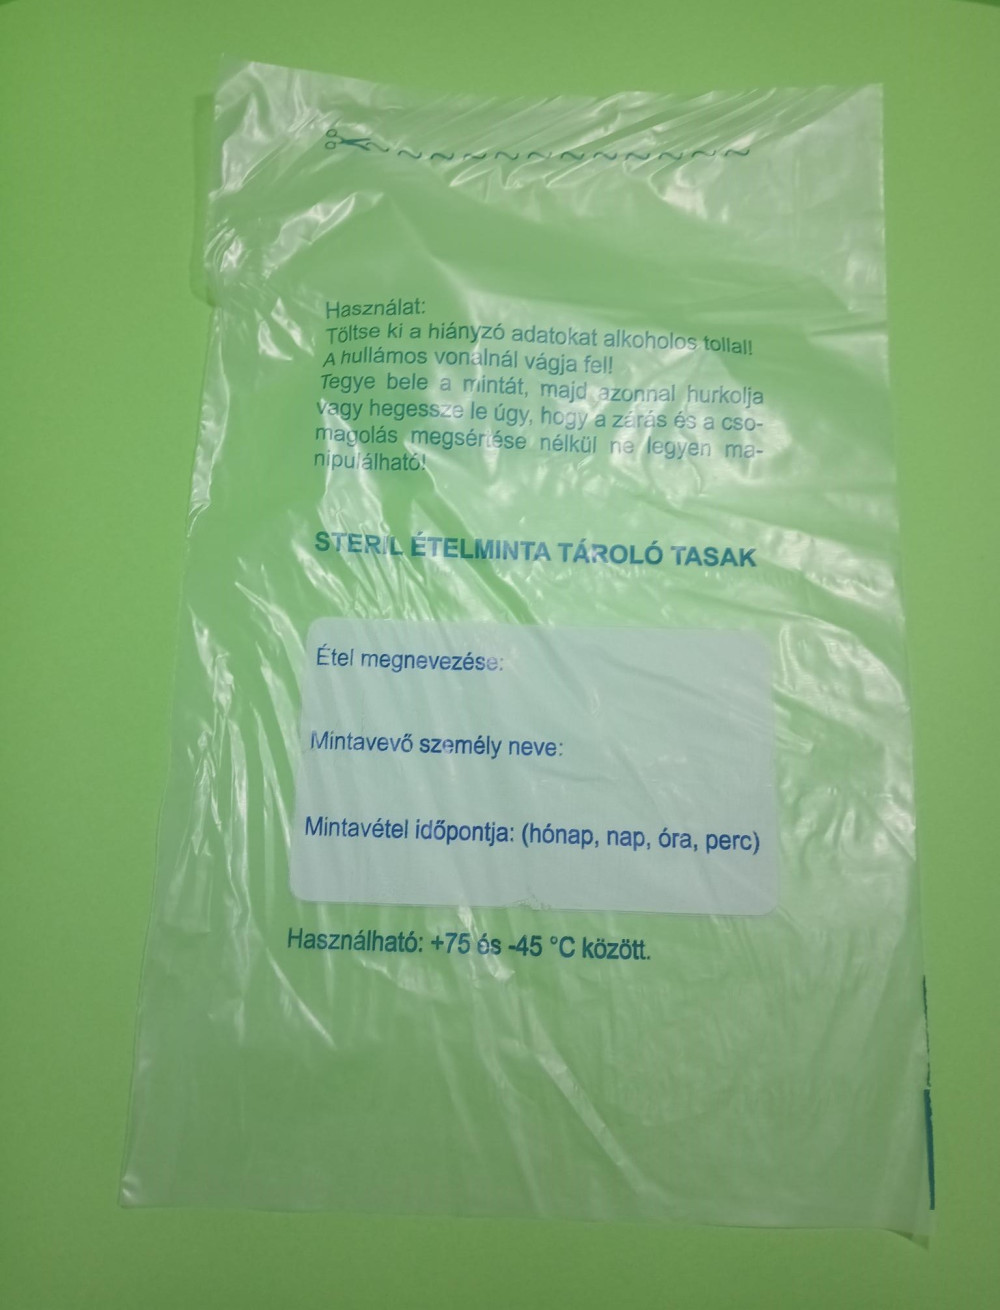 Használat:
Töltse ki a hiányzó adatokat alkoholos tollal!
A hullámos vonalnál vágja fel!
Tegye bele a mintát, majd azonnal hurkolja
vagy hegessze le úgy, hogy a zárás és a cso-
magolás megsértése nélkül ne legyen ma-
nipulálható!
STERIL ÉTELMINTA TÁROLÓ TASAK
Étel megnevezése:
Mintavevő személy neve:
Mintavétel időpontja: (hónap, nap, óra, perc)
Használható: +75 és -45 °C között.